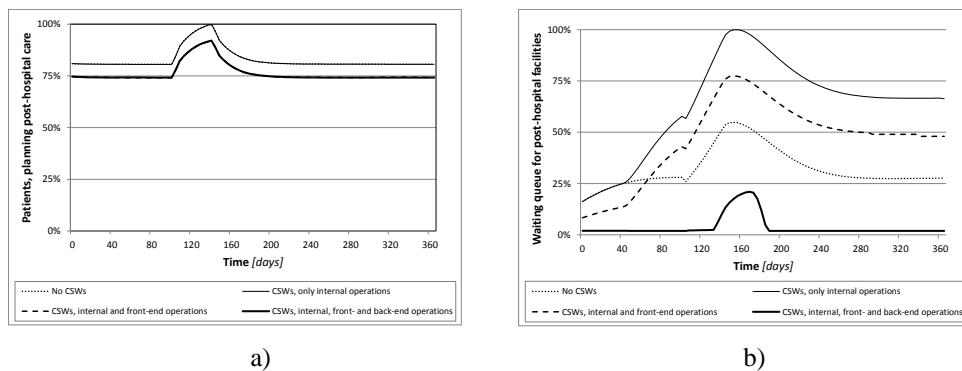 Patients, planning post-hospital care
100%
75%
50%
25%
0%
0 40 80 120 160 200 240 280 320 360
Time [days]
No CSWs
CSWs, only internal operations
CSWs, internal and front-end operations
CSWs, internal, front- and back-end operations
a)
Waiting queue for post-hospital facilities
100%
75%
50%
25%
0%
0 40 80 120 160 200 240 280 320 360
Time [days]
No CSWs
CSWs, only internal operations
CSWs, internal and front-end operations
CSWs, internal, front- and back-end operations
b)